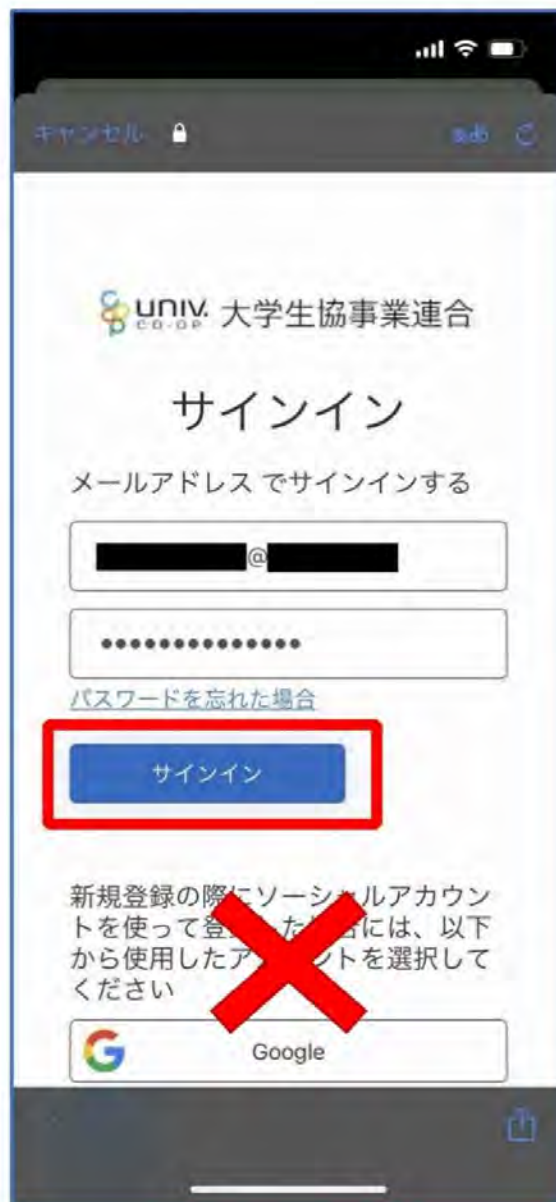 キャンセル ぁあ
univ. 大学生協事業連合
CO-OP
サインイン
メールアドレス でサインインする
@
••••••••••••••
パスワードを忘れた場合
サインイン
新規登録の際にソーシャルアカウン
トを使って登 した 合には、以下
から使用したア ントを選択して
ください
Google